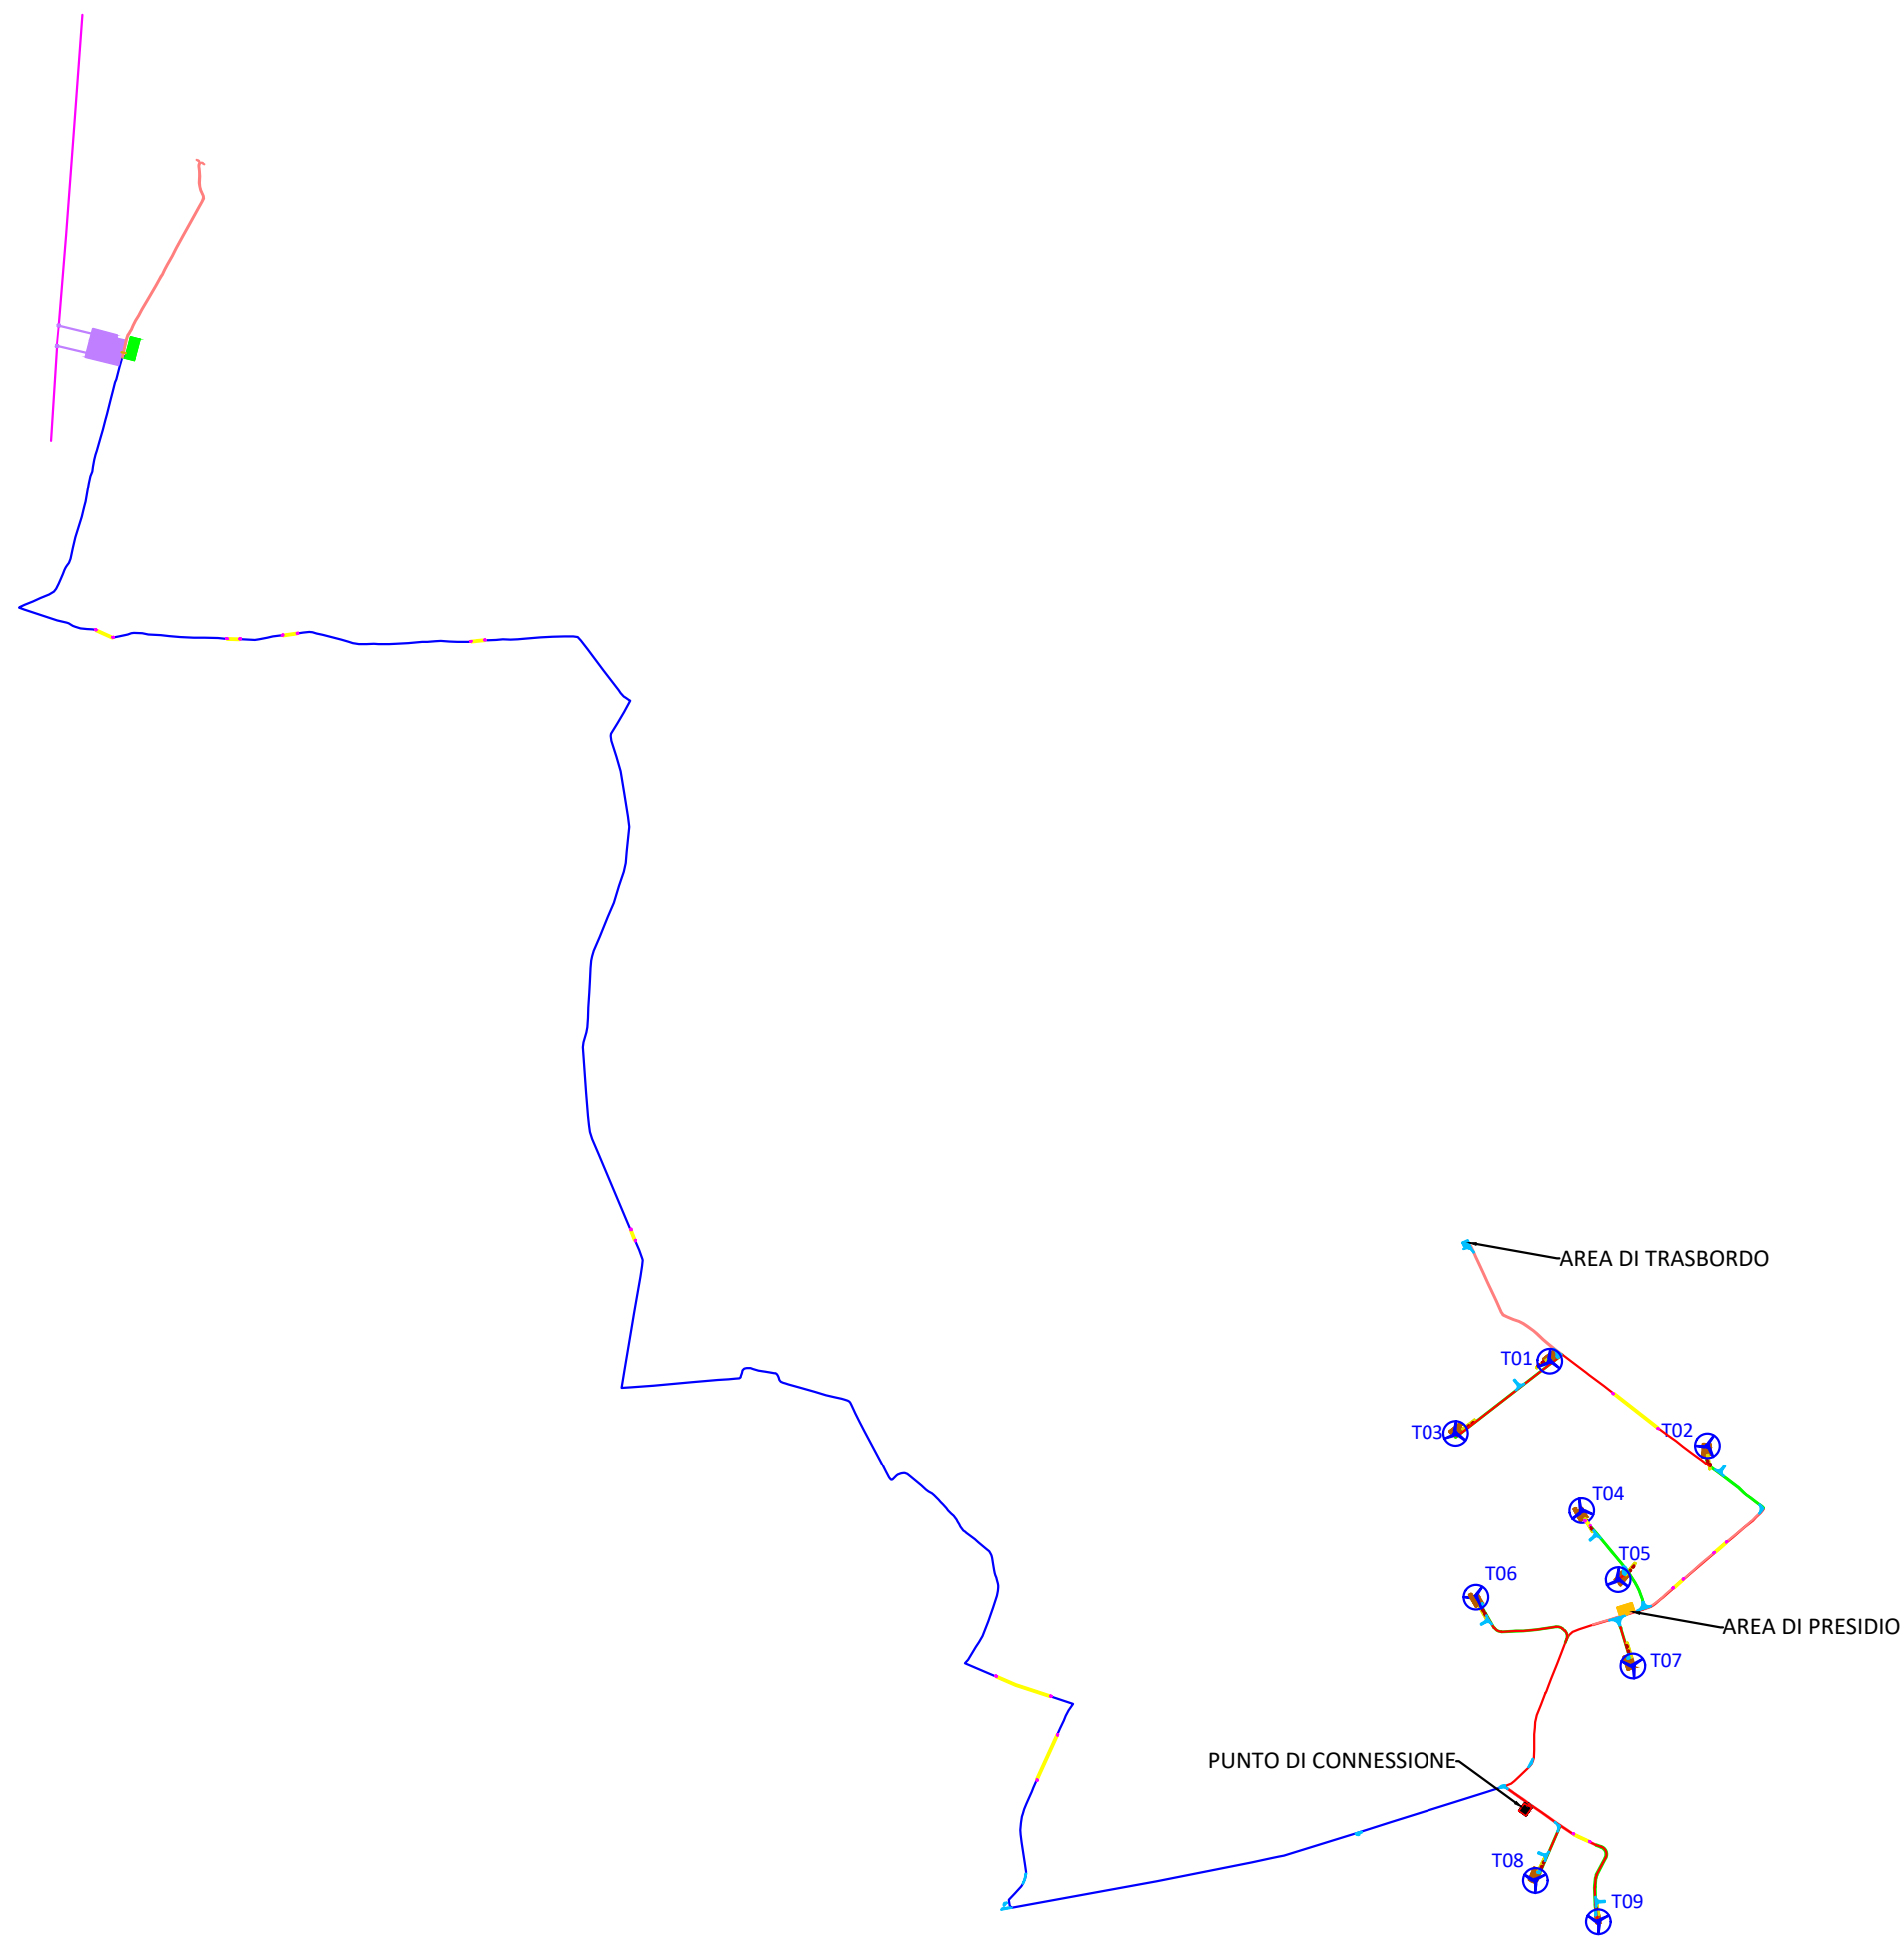 AREA DI TRASBORDO
T01
T02
T03
T04
T05
T06
AREA DI PRESIDIO
T07
PUNTO DI CONNESSIONE
T08
T09